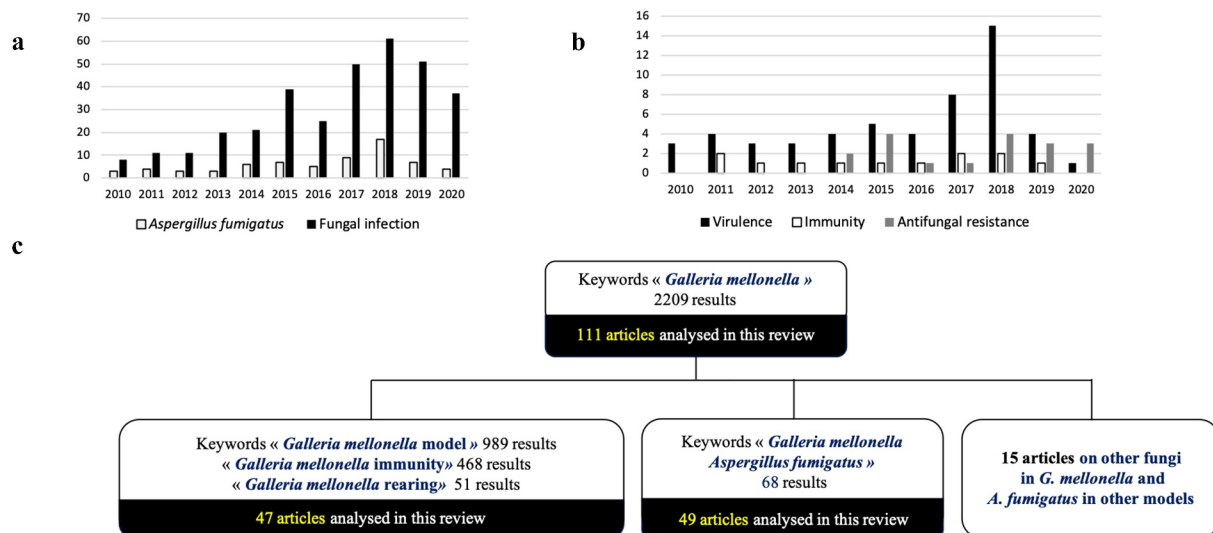 a
70
60
50
40
30
20
10
0
2010 2011 2012 2013 2014 2015 2016 2017 2018 2019 2020
Aspergillus fumigatus Fungal infection
b
16
14
12
10
8
6
4
2
0
2010 2011 2012 2013 2014 2015 2016 2017 2018 2019 2020
Virulence Immunity Antifungal resistance
c
Keywords « Galleria mellonella »
2209 results
111 articles analysed in this review
Keywords « Galleria mellonella model » 989 results
« Galleria mellonella immunity» 468 results
« Galleria mellonella rearing» 51 results
47 articles analysed in this review
Keywords « Galleria mellonella
Aspergillus fumigatus »
68 results
49 articles analysed in this review
15 articles on other fungi
in G. mellonella and
A. fumigatus in other models